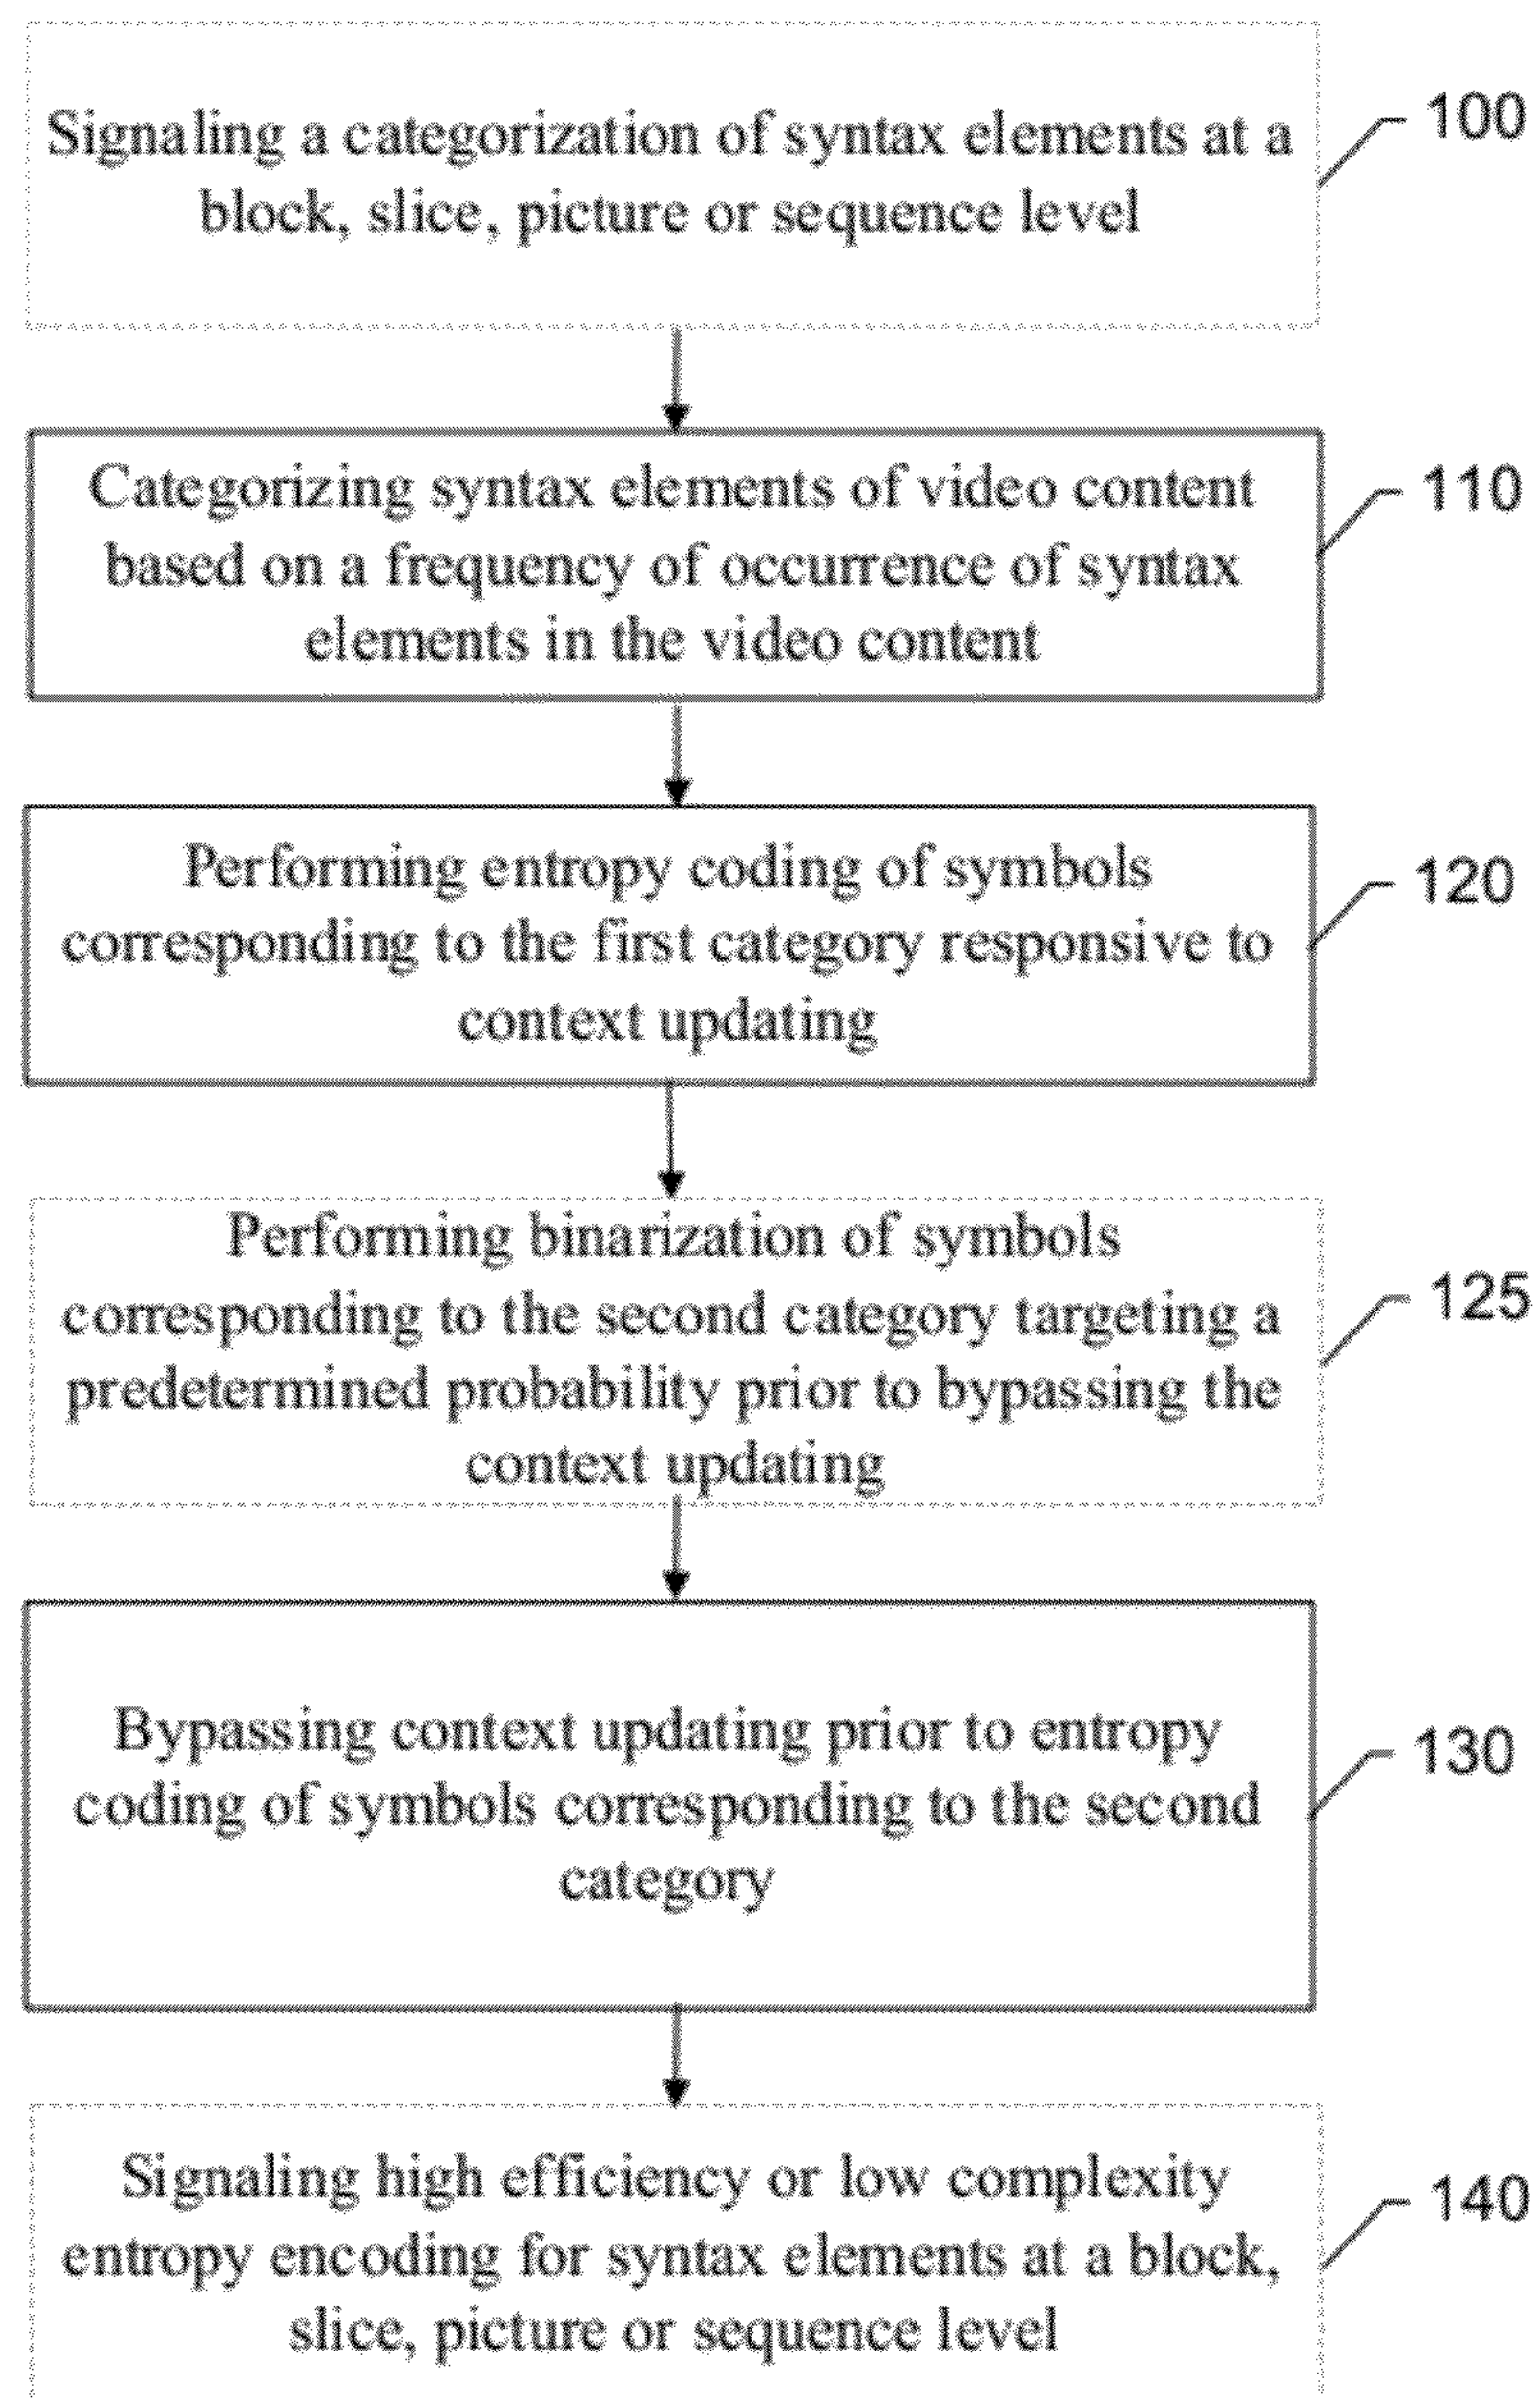 Signaling a categorization of syntax elements at a
block, slice, picture or sequence level
100
Categorizing syntax elements of video content
based on a frequency of occurrence of syntax
elements in the video content
110
Performing entropy coding of symbols
corresponding to the first category responsive to
context updating
120
Performing binarization of symbols
corresponding to the second category targeting a
predetermined probability prior to bypassing the
context updating
125
Bypassing context updating prior to entropy
coding of symbols corresponding to the second
category
130
Signaling high efficiency or low complexity
entropy encoding for syntax elements at a block,
slice, picture or sequence level
140